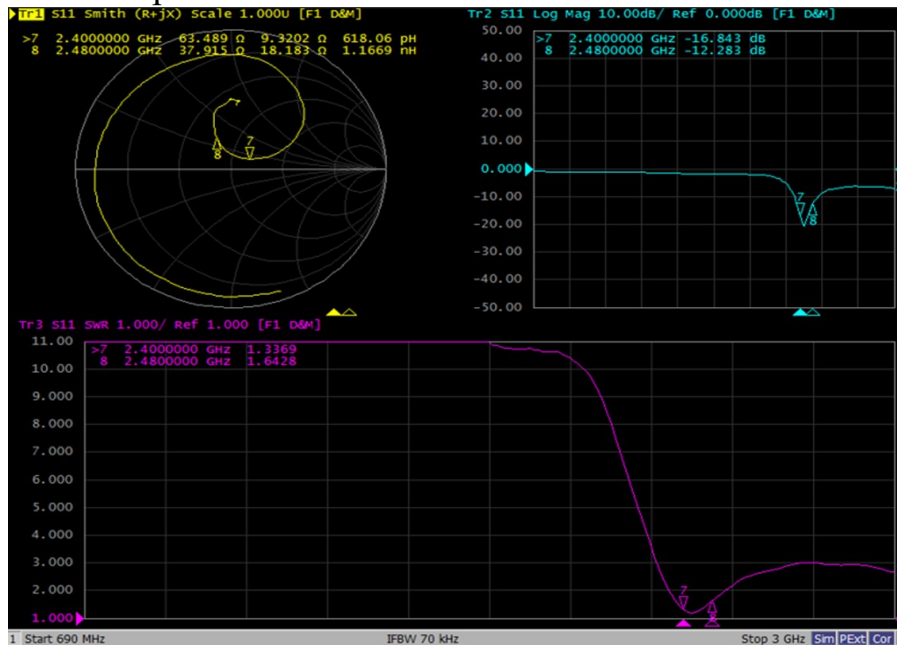 Tr1 S11 Smith (R+jX) Scale 1.000U [F1 D&M]
>7 2.4000000 GHz 63.489 Ω 9.3202 Ω 618.06 pH
8 2.4800000 GHz 37.915 Ω 18.183 Ω 1.1669 nH
7
8
Tr2 S11 Log Mag 10.00dB/ Ref 0.000dB [F1 D&M]
50.00
>7 2.4000000 GHz -16.843 dB
8 2.4800000 GHz -12.283 dB
40.00
30.00
20.00
10.00
0.000
-10.00
7
8
-20.00
-30.00
-40.00
-50.00
Tr3 S11 SWR 1.000/ Ref 1.000 [F1 D&M]
11.00
>7 2.4000000 GHz 1.3369
8 2.4800000 GHz 1.6428
10.00
9.000
8.000
7.000
6.000
5.000
4.000
3.000
2.000
7
8
1.000
1 Start 690 MHz IFBW 70 kHz Stop 3 GHz Sim PExt Cor